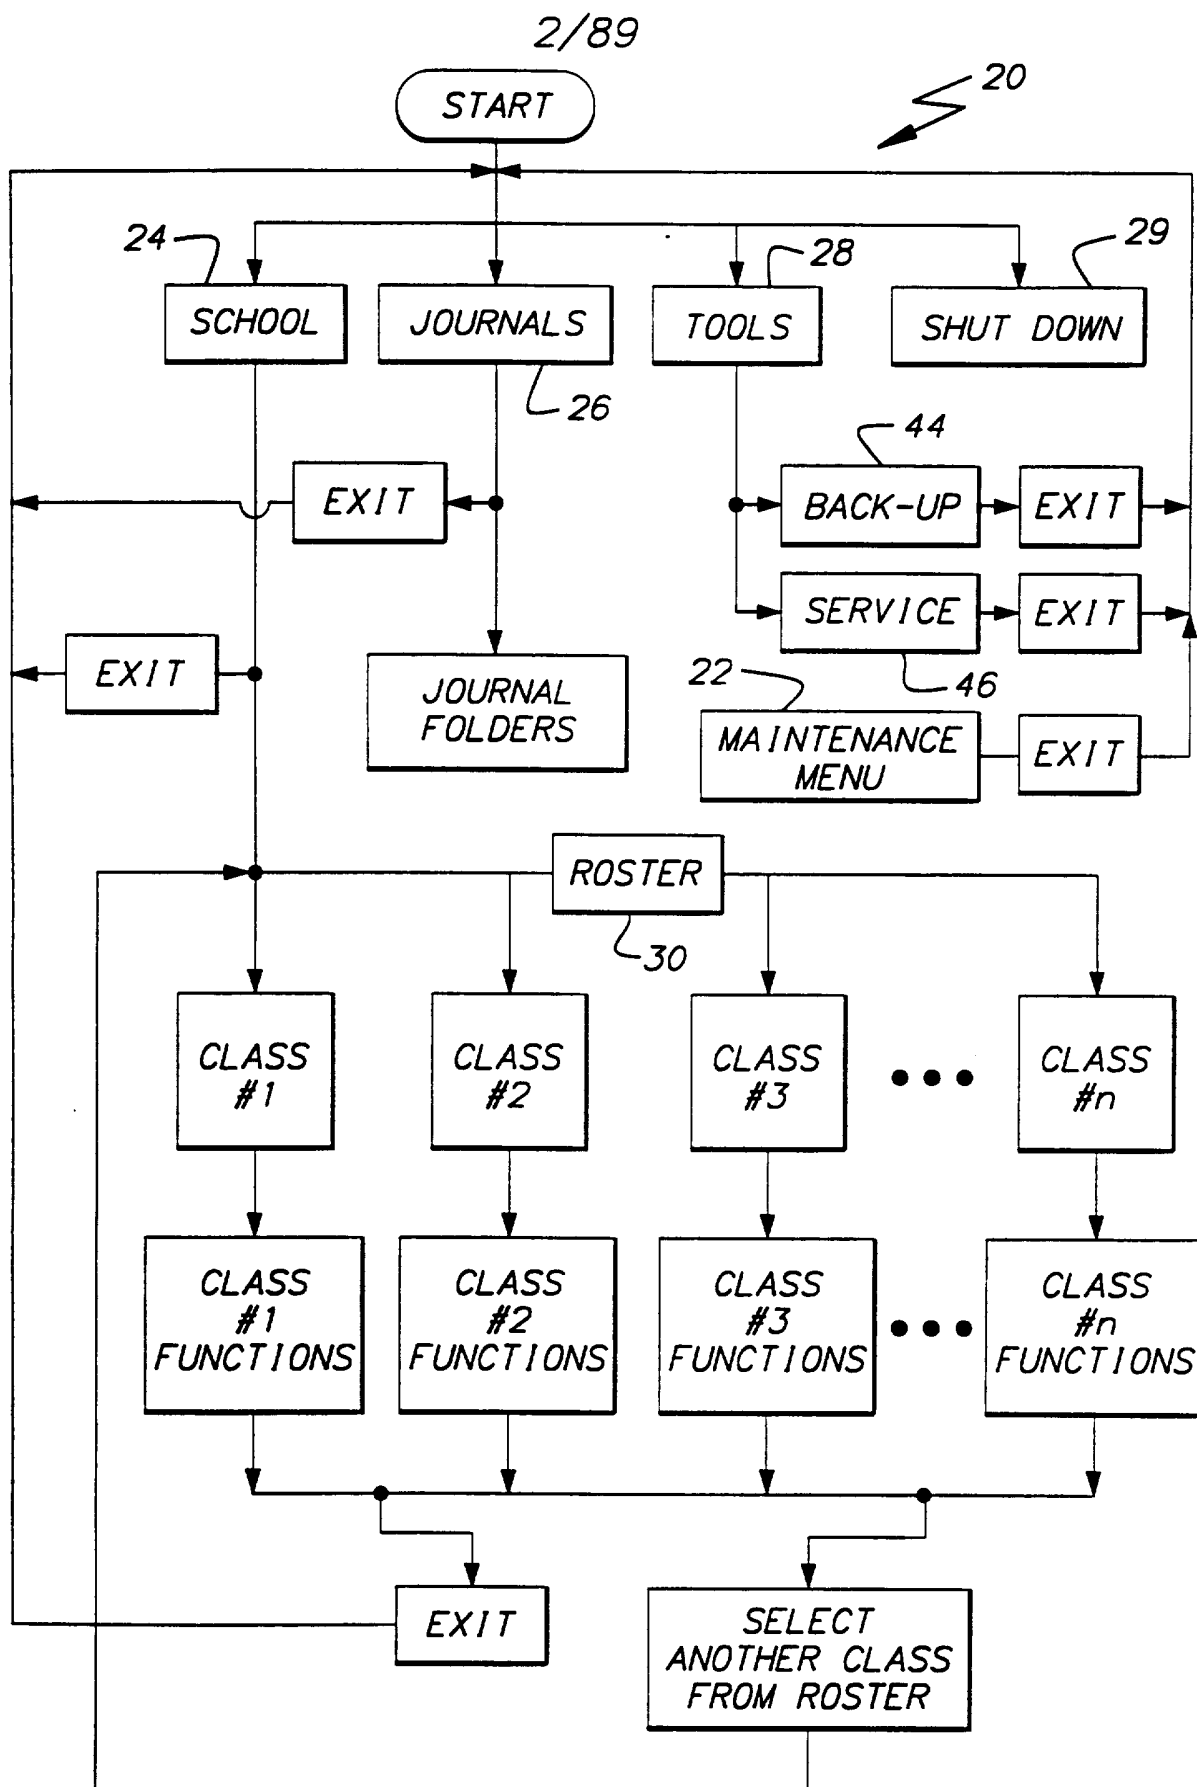 2/89
START
20
24
28
29
SCHOOL
JOURNALS
TOOLS
SHUT DOWN
26
44
EXIT
BACK-UP
EXIT
SERVICE
EXIT
EXIT
46
JOURNAL
FOLDERS
22
MAINTENANCE
MENU
EXIT
ROSTER
30
CLASS
#1
CLASS
#2
CLASS
#3
CLASS
#n
CLASS
#1
FUNCTIONS
CLASS
#2
FUNCTIONS
CLASS
#3
FUNCTIONS
CLASS
#n
FUNCTIONS
EXIT
SELECT
ANOTHER CLASS
FROM ROSTER